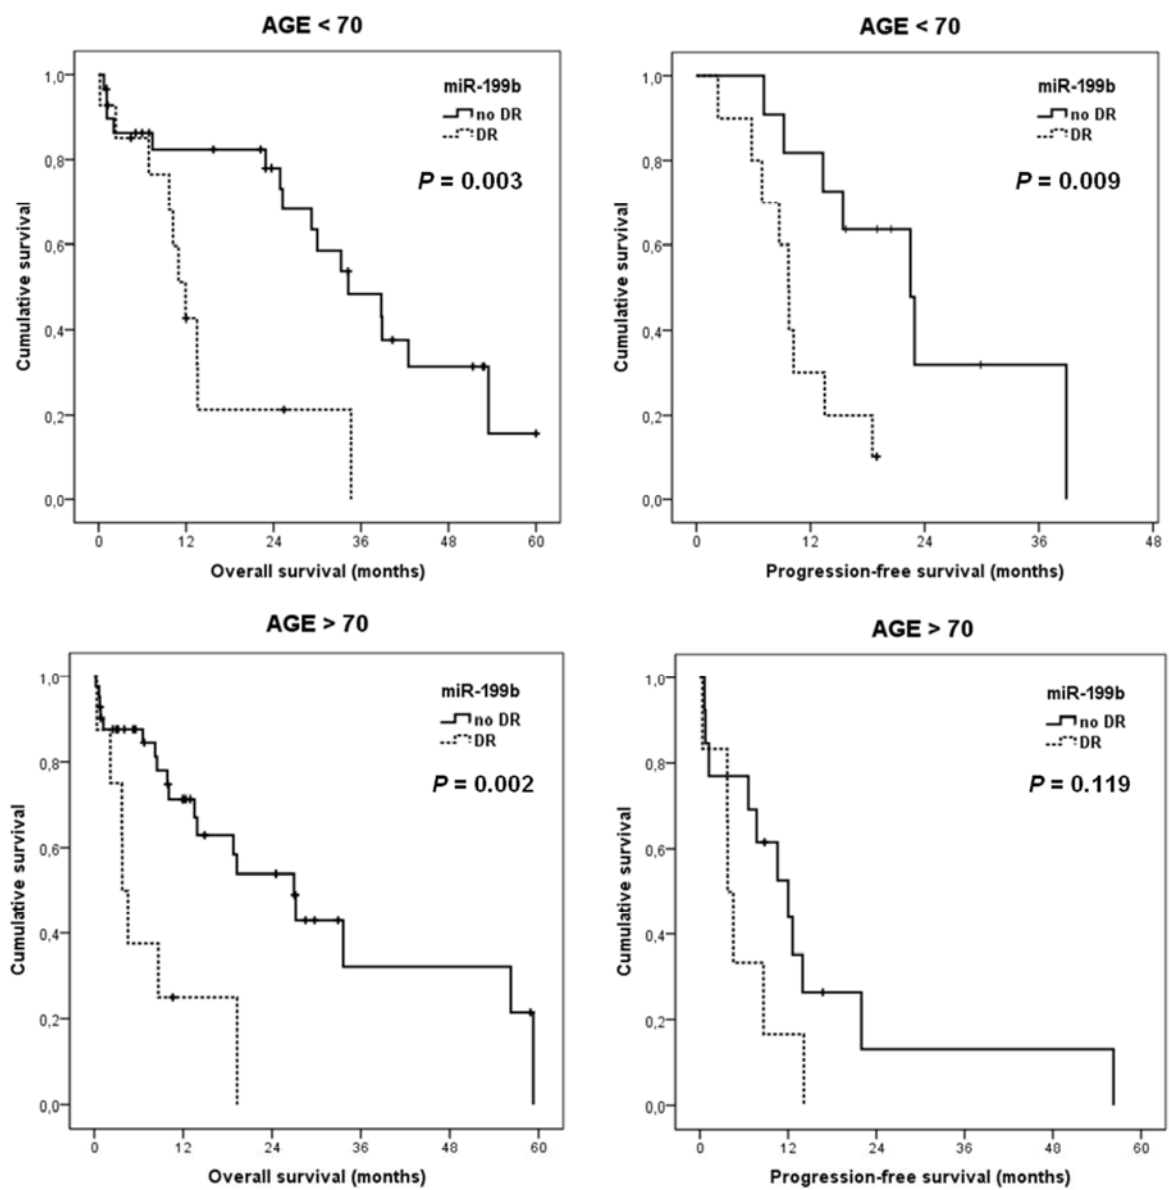 AGE < 70
1,0
0,8
0,6
0,4
0,2
0,0
Cumulative survival
miR-199b
no DR
DR
P = 0.003
0 12 24 36 48 60
Overall survival (months)
AGE < 70
1,0
0,8
0,6
0,4
0,2
0,0
Cumulative survival
miR-199b
no DR
DR
P = 0.009
0 12 24 36 48
Progression-free survival (months)
AGE > 70
1,0
0,8
0,6
0,4
0,2
0,0
Cumulative survival
miR-199b
no DR
DR
P = 0.002
0 12 24 36 48 60
Overall survival (months)
AGE > 70
1,0
0,8
0,6
0,4
0,2
0,0
Cumulative survival
miR-199b
no DR
DR
P = 0.119
0 12 24 36 48 60
Progression-free survival (months)